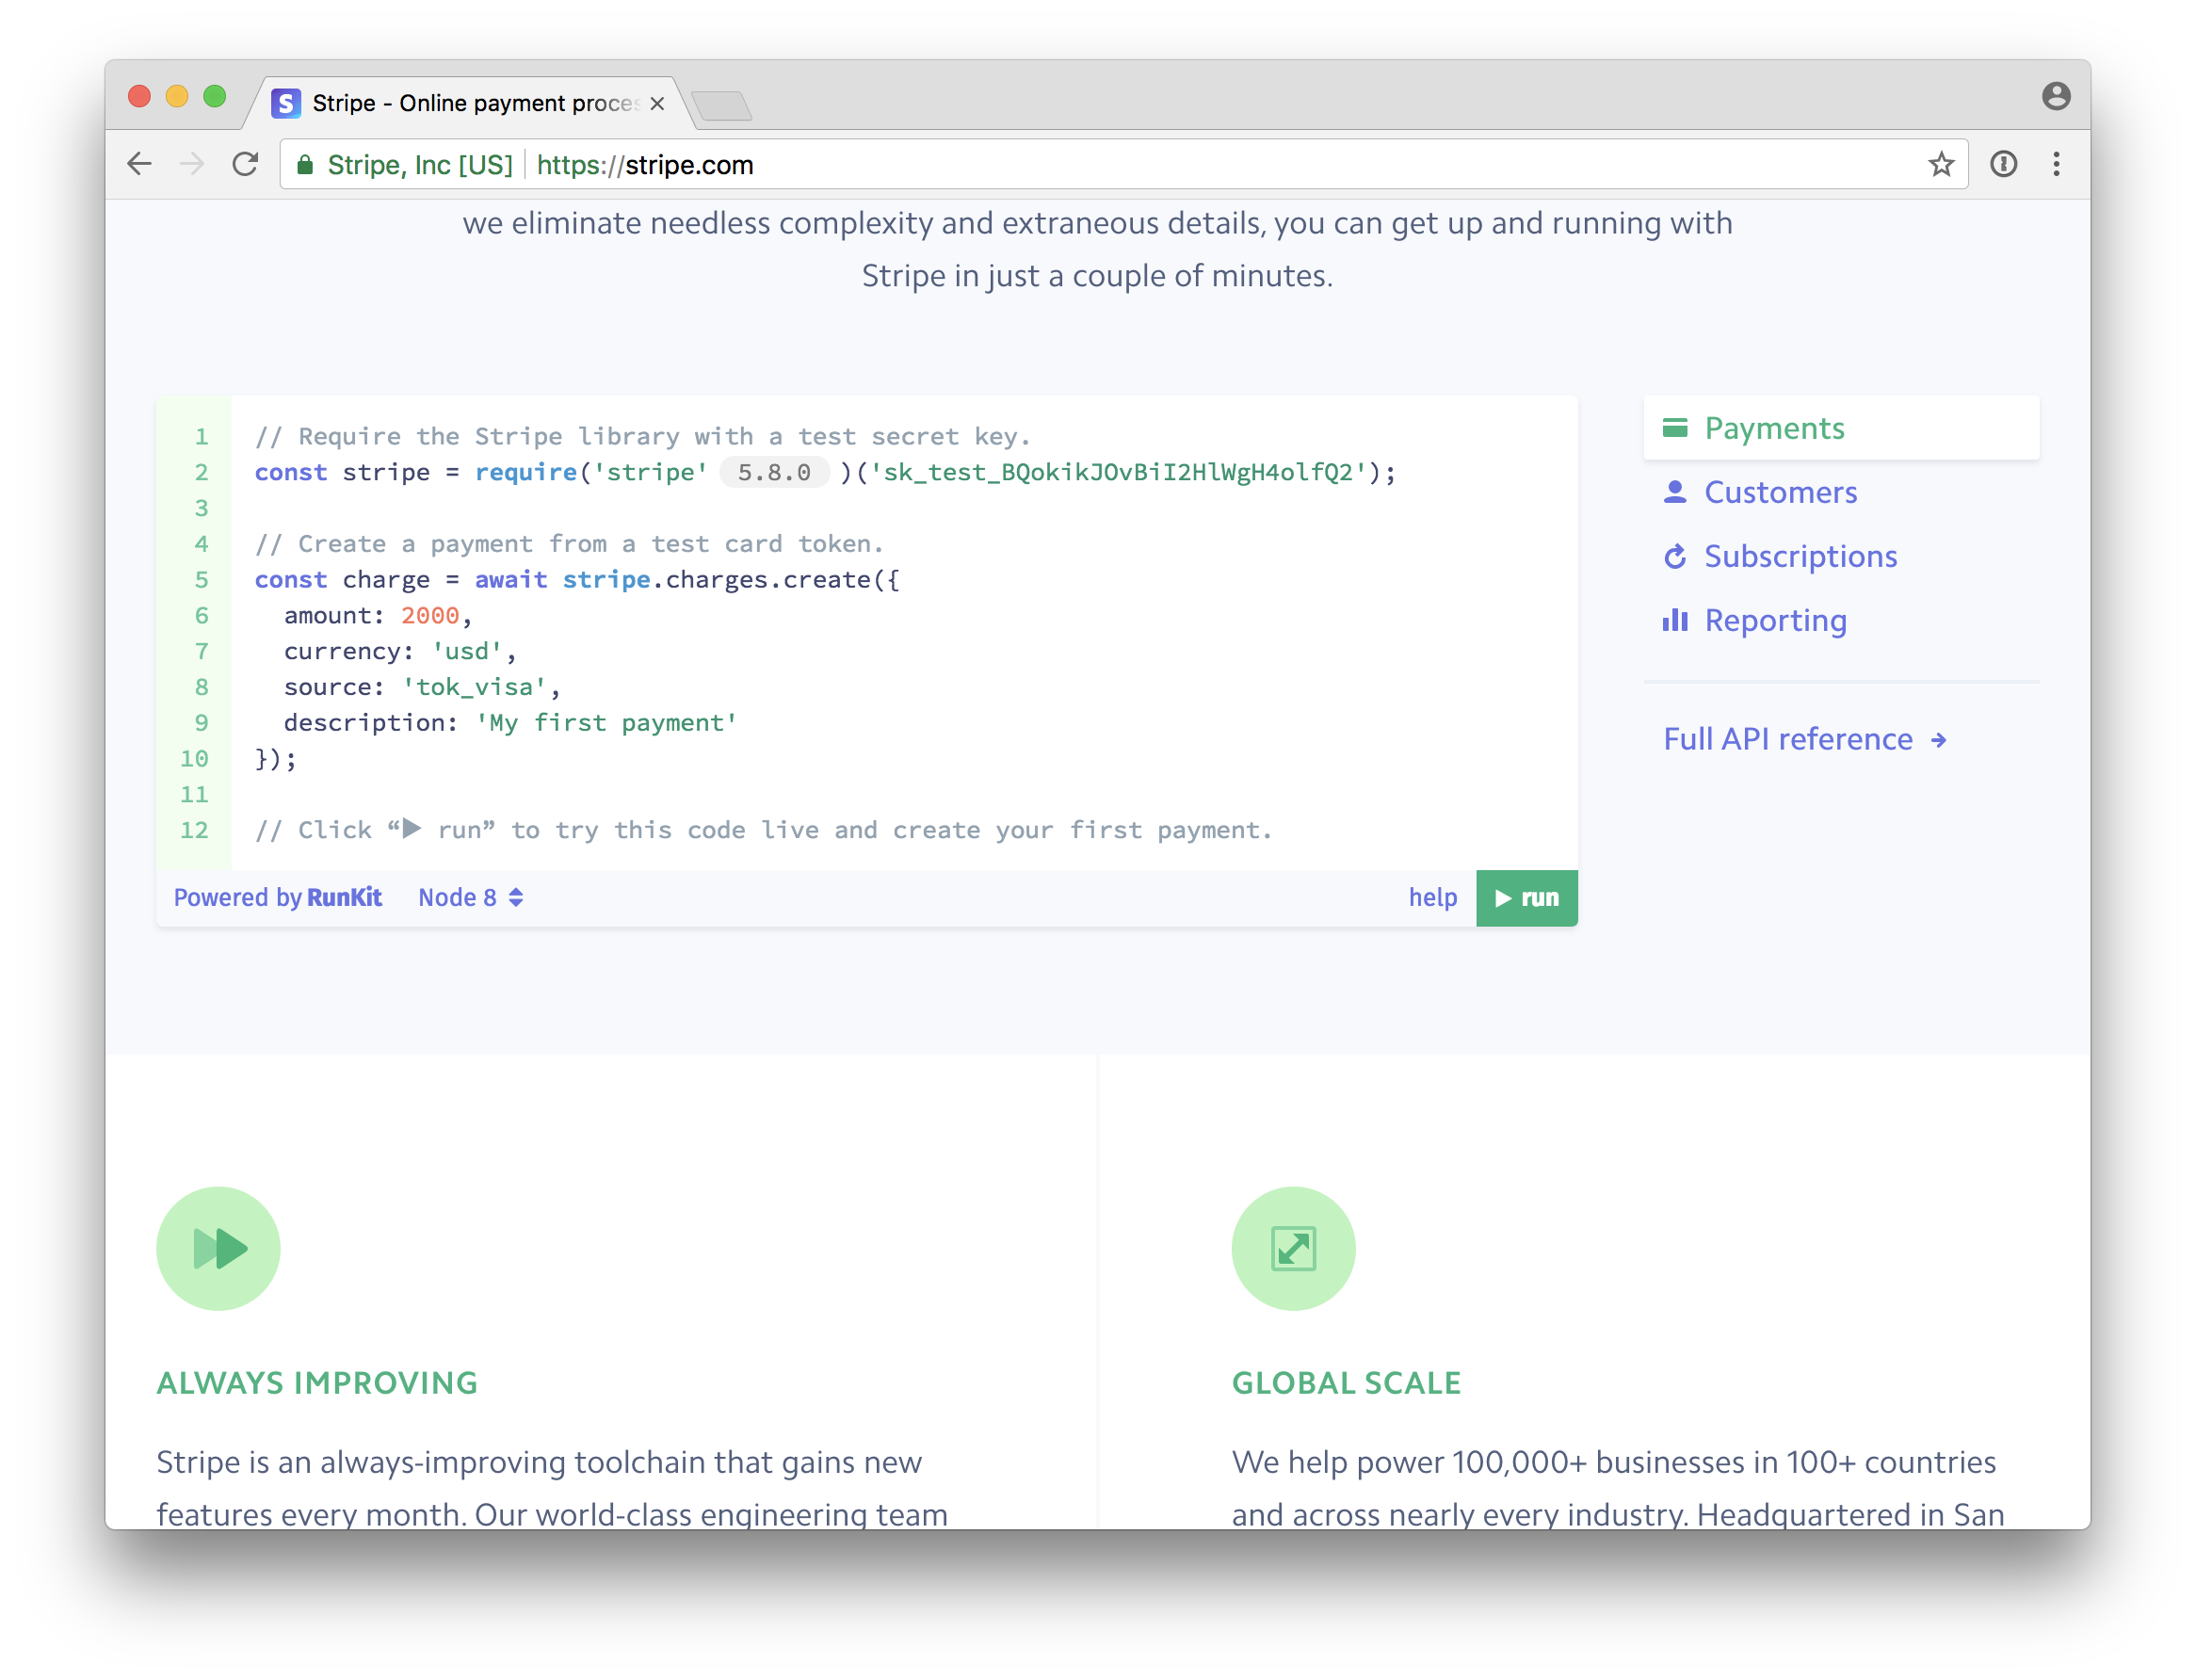 Stripe - Online payment proces
Stripe, Inc [US] https://stripe.com
we eliminate needless complexity and extraneous details, you can get up and running with
Stripe in just a couple of minutes.
1 // Require the Stripe library with a test secret key.
2 const stripe = require('stripe' 5.8.0 )('sk_test_BQokikJOvBiI2HlWgH4olfQ2');
3
4 // Create a payment from a test card token.
5 const charge = await stripe.charges.create({
6 amount: 2000,
7 currency: 'usd',
8 source: 'tok_visa',
9 description: 'My first payment'
10 });
11
12 // Click “▶ run” to try this code live and create your first payment.
Powered by RunKit Node 8 help ▶ run
Payments
Customers
Subscriptions
Reporting
Full API reference →
ALWAYS IMPROVING
Stripe is an always-improving toolchain that gains new
features every month. Our world-class engineering team
GLOBAL SCALE
We help power 100,000+ businesses in 100+ countries
and across nearly every industry. Headquartered in San